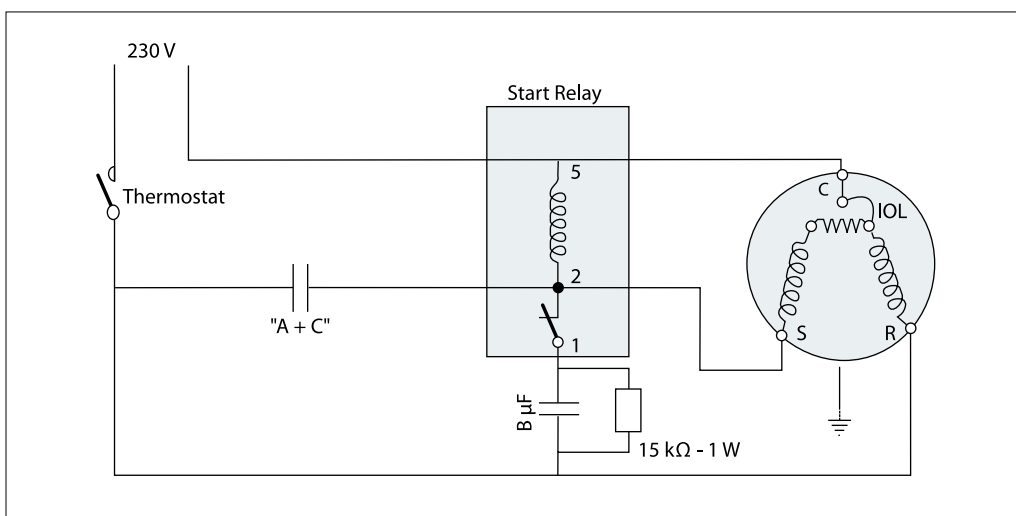 230 V
Start Relay
5
Thermostat
C
IOL
2
"A + C"
1
S
R
B µF
15 kΩ - 1 W